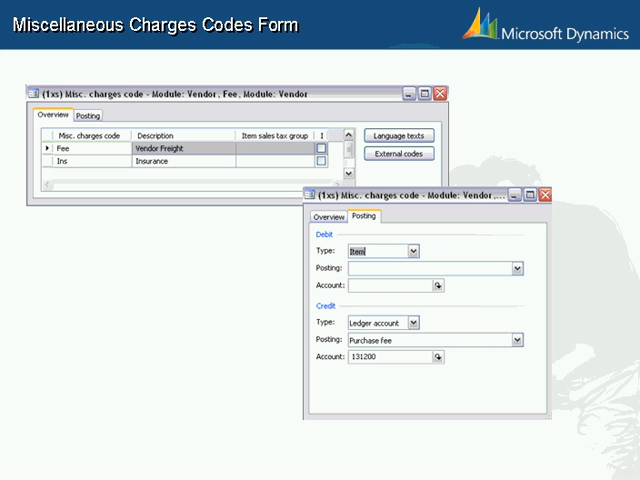 Miscellaneous Charges Codes Form
Microsoft Dynamics
(1xs) Misc. charges code - Module: Vendor, Fee, Module: Vendor
Overview Posting
Misc. charges code Description Item sales tax group I
Fee Vendor Freight
Ins Insurance
Language texts
External codes
(1xs) Misc. charges code - Module: Vendor,...
Overview Posting
Debit
Type: Item
Posting:
Account:
Credit
Type: Ledger account
Posting: Purchase fee
Account: 131200